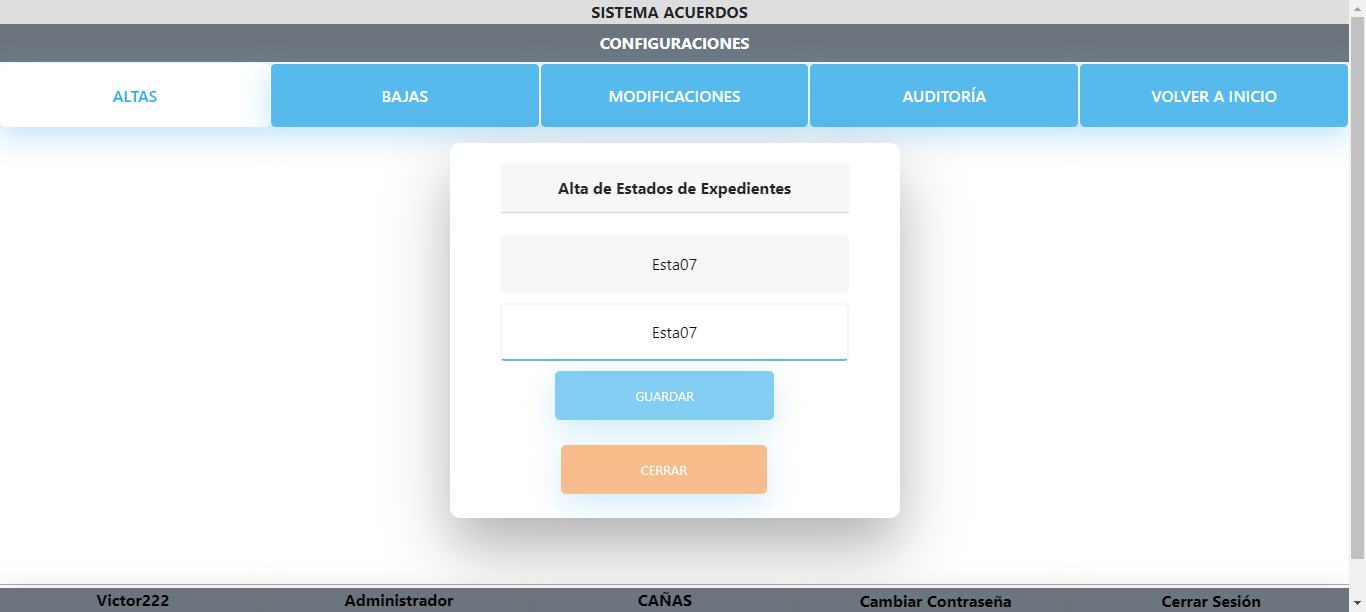 SISTEMA ACUERDOS
CONFIGURACIONES
ALTAS BAJAS MODIFICACIONES AUDITORÍA VOLVER A INICIO
Alta de Estados de Expedientes
Esta07
Esta07
GUARDAR
CERRAR
Victor222 Administrador CAÑAS Cambiar Contraseña Cerrar Sesión